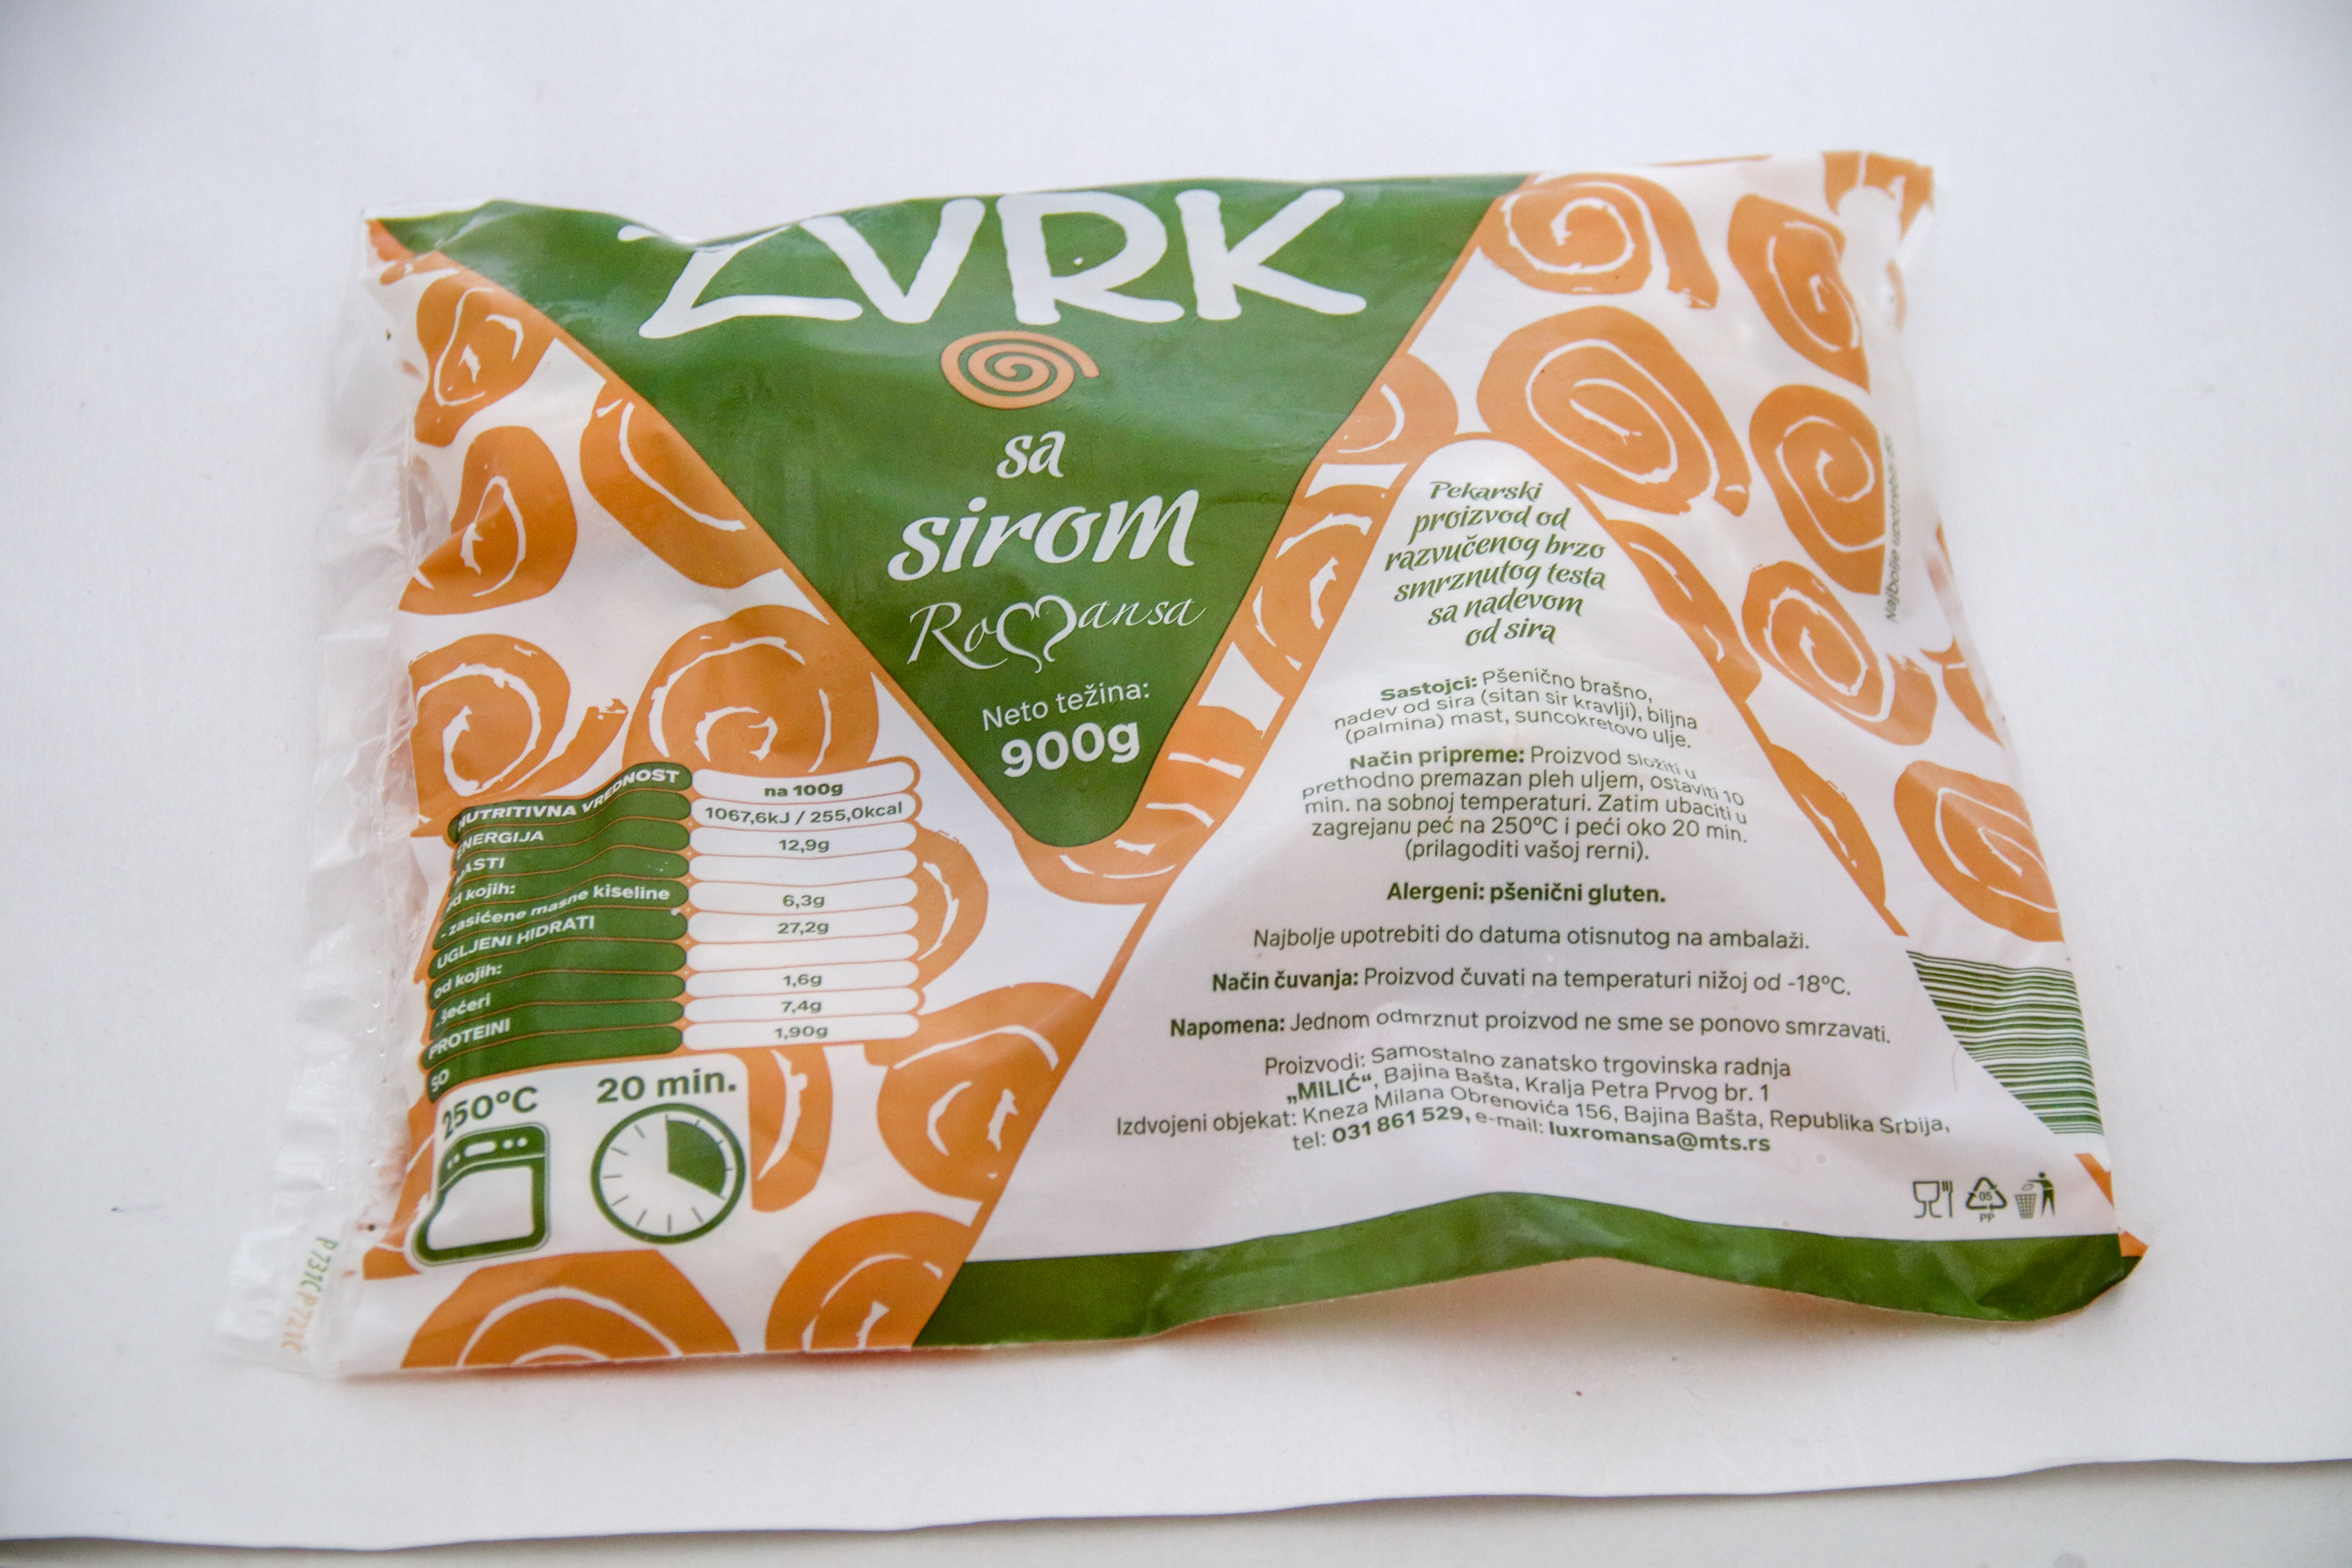 ZVRK
sa
sirom
Romansa
Neto težina:
900g
NUTRITIVNA VREDNOST na 100g
ENERGIJA 1067,6kJ / 255,0kcal
MASTI 12,9g
od kojih:
- zasićene masne kiseline 6,3g
UGLJENI HIDRATI 27,2g
od kojih:
-šećeri 1,6g
PROTEINI 7,4g
SO 1,90g
250°C 20 min.
Pekarski
proizvod od
razvučenog brzo
smrznutog testa
sa nadevom
od sira
Sastojci: Pšenično brašno,
nadev od sira (sitan sir kravlji), biljna
(palmina) mast, suncokretovo ulje.
Način pripreme: Proizvod složiti u
prethodno premazan pleh uljem, ostaviti 10
min. na sobnoj temperaturi. Zatim ubaciti u
zagrejanu peć na 250°C i peći oko 20 min.
(prilagoditi vašoj rerni).
Alergeni: pšenični gluten.
Najbolje upotrebiti do datuma otisnutog na ambalaži.
Način čuvanja: Proizvod čuvati na temperaturi nižoj od -18°C.
Napomena: Jednom odmrznut proizvod ne sme se ponovo smrzavati.
Proizvodi: Samostalno zanatsko trgovinska radnja
„MILIĆ“, Bajina Bašta, Kralja Petra Prvog br. 1
Izdvojeni objekat: Kneza Milana Obrenovića 156, Bajina Bašta, Republika Srbija,
tel: 031 861 529, e-mail: luxromansa@mts.rs
05
PP
Najbolje upotrebiti do:
P731C P721C